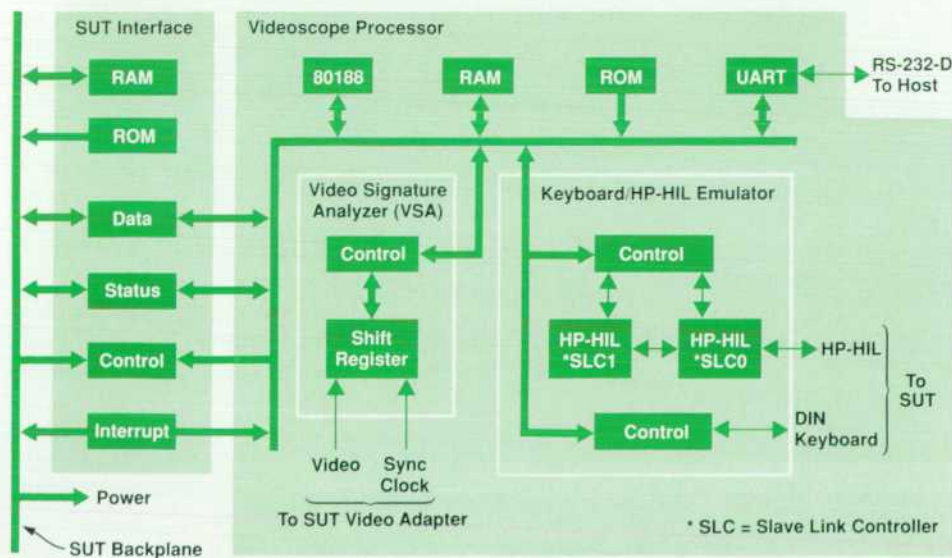 SUT Interface
Videoscope Processor
RAM
ROM
Data
Status
Control
Interrupt
Power
SUT Backplane
80188
RAM
ROM
UART
RS-232-D
To Host
Video Signature
Analyzer (VSA)
Control
Shift
Register
Video
Sync
Clock
To SUT Video Adapter
Keyboard/HP-HIL Emulator
Control
HP-HIL
*SLC1
HP-HIL
*SLC0
HP-HIL
Control
DIN
Keyboard
To
SUT
* SLC = Slave Link Controller